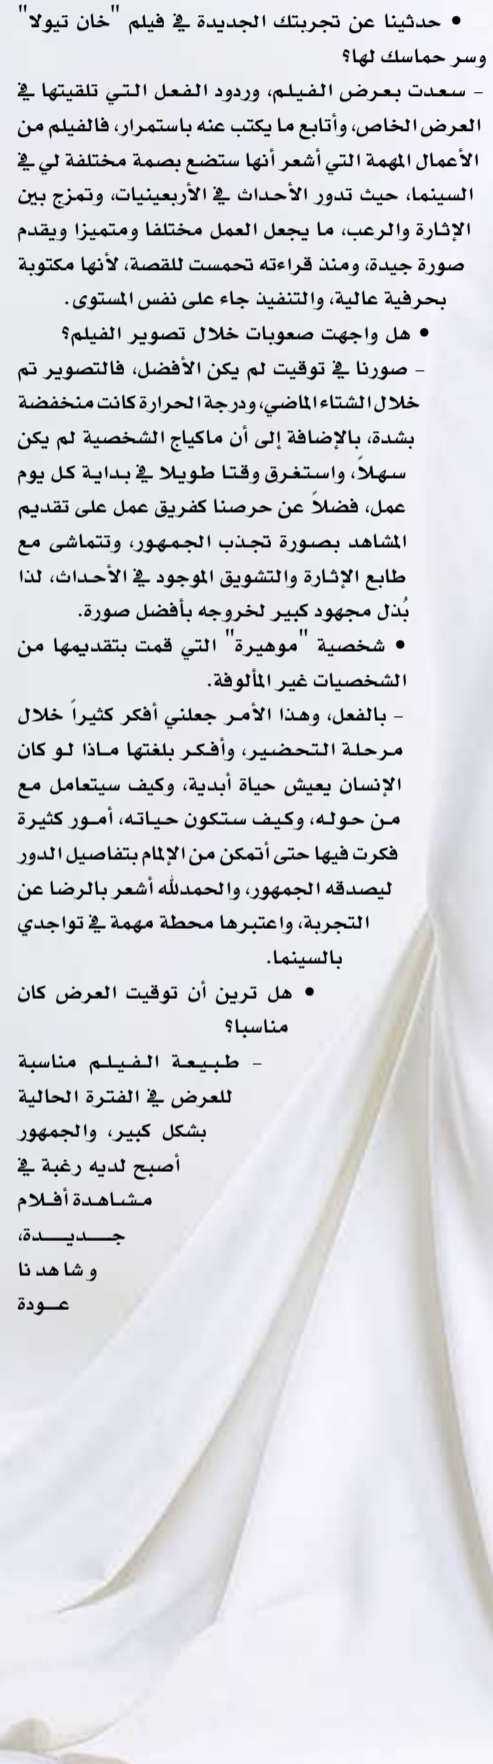 • حدثينا عن تجربتك الجديدة في فيلم "خان تيولا"
وسر حماسك لها؟
- سعدت بعرض الفيلم، وردود الفعل التي تلقيتها في
العرض الخاص، وأتابع ما يكتب عنه باستمرار، فالفيلم من
الأعمال المهمة التي أشعر أنها ستضع بصمة مختلفة لي في
السينما، حيث تدور الأحداث في الأربعينيات، وتمزج بين
الإثارة والرعب، ما يجعل العمل مختلفا ومتميزا ويقدم
صورة جيدة، ومنذ قراءته تحمست للقصة، لأنها مكتوبة
بحرفية عالية، والتنفيذ جاء على نفس المستوى.
• هل واجهت صعوبات خلال تصوير الفيلم؟
- صورنا في توقيت لم يكن الأفضل، فالتصوير تم
خلال الشتاء الماضي، ودرجة الحرارة كانت منخفضة
بشدة، بالإضافة إلى أن ماكياج الشخصية لم يكن
سهلاً، واستغرق وقتا طويلا في بداية كل يوم
عمل، فضلاً عن حرصنا كفريق عمل على تقديم
المشاهد بصورة تجذب الجمهور، وتتماشى مع
طابع الإثارة والتشويق الموجود في الأحداث، لذا
بُذل مجهود كبير لخروجه بأفضل صورة.
• شخصية "موهيرة" التي قمت بتقديمها من
الشخصيات غير المألوفة.
- بالفعل، وهذا الأمر جعلني أفكر كثيراً خلال
مرحلة التحضير، وأفكر بلغتها ماذا لو كان
الإنسان يعيش حياة أبدية، وكيف سيتعامل مع
من حوله، وكيف ستكون حياته، أمور كثيرة
فكرت فيها حتى أتمكن من الإلمام بتفاصيل الدور
ليصدقه الجمهور، والحمدلله أشعر بالرضا عن
التجربة، واعتبرها محطة مهمة في تواجدي
بالسينما.
• هل ترين أن توقيت العرض كان
مناسبا؟
- طبيعة الفيلم مناسبة
للعرض في الفترة الحالية
بشكل كبير، والجمهور
أصبح لديه رغبة في
مشاهدة أفلام
جديدة،
وشاهدنا
عودة